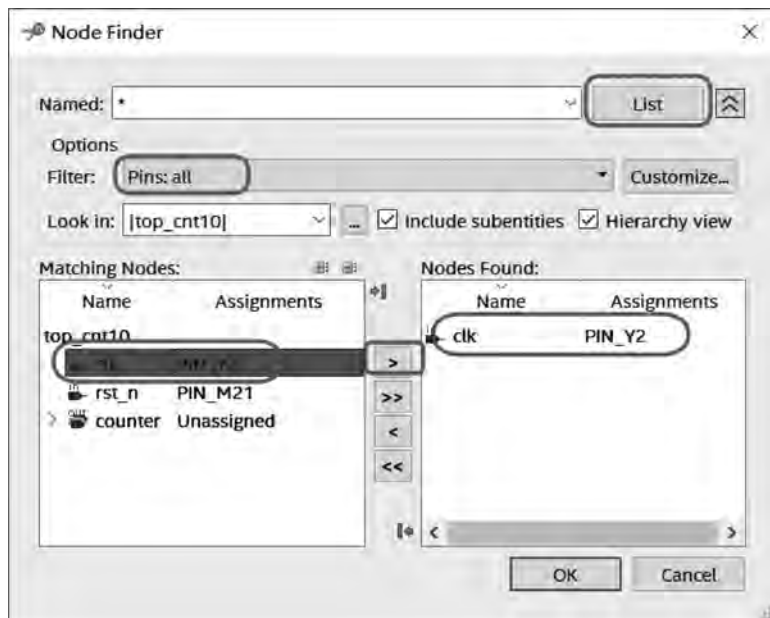 Node Finder
Named: *
List
Options
Filter: Pins: all
Customize...
Look in: |top_cnt10|
...
Include subentities
Hierarchy view
Matching Nodes:
Nodes Found:
Name Assignments
Name Assignments
top_cnt10
clk PIN_Y2
>
rst_n PIN_M21
>>
counter Unassigned
<
<<
OK
Cancel